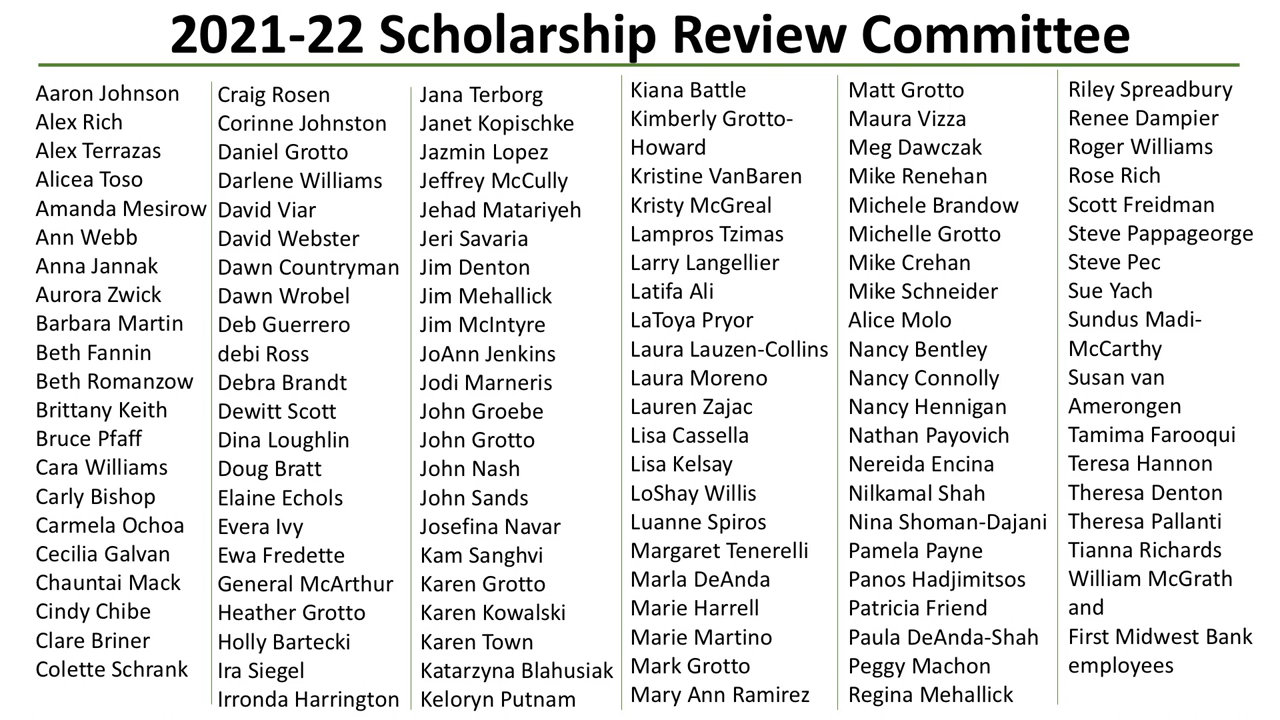 2021-22 Scholarship Review Committee
Aaron Johnson
Alex Rich
Alex Terrazas
Alicea Toso
Amanda Mesirow
Ann Webb
Anna Jannak
Aurora Zwick
Barbara Martin
Beth Fannin
Beth Romanzow
Brittany Keith
Bruce Pfaff
Cara Williams
Carly Bishop
Carmela Ochoa
Cecilia Galvan
Chauntai Mack
Cindy Chibe
Clare Briner
Colette Schrank
Craig Rosen
Corinne Johnston
Daniel Grotto
Darlene Williams
David Viar
David Webster
Dawn Countryman
Dawn Wrobel
Deb Guerrero
debi Ross
Debra Brandt
Dewitt Scott
Dina Loughlin
Doug Bratt
Elaine Echols
Evera Ivy
Ewa Fredette
General McArthur
Heather Grotto
Holly Bartecki
Ira Siegel
Irronda Harrington
Jana Terborg
Janet Kopischke
Jazmin Lopez
Jeffrey McCully
Jehad Matariyeh
Jeri Savaria
Jim Denton
Jim Mehallick
Jim McIntyre
JoAnn Jenkins
Jodi Marneris
John Groebe
John Grotto
John Nash
John Sands
Josefina Navar
Kam Sanghvi
Karen Grotto
Karen Kowalski
Karen Town
Katarzyna Blahusiak
Keloryn Putnam
Kiana Battle
Kimberly Grotto-
Howard
Kristine VanBaren
Kristy McGreal
Lampros Tzimas
Larry Langellier
Latifa Ali
LaToya Pryor
Laura Lauzen-Collins
Laura Moreno
Lauren Zajac
Lisa Cassella
Lisa Kelsay
LoShay Willis
Luanne Spiros
Margaret Tenerelli
Marla DeAnda
Marie Harrell
Marie Martino
Mark Grotto
Mary Ann Ramirez
Matt Grotto
Maura Vizza
Meg Dawczak
Mike Renehan
Michele Brandow
Michelle Grotto
Mike Crehan
Mike Schneider
Alice Molo
Nancy Bentley
Nancy Connolly
Nancy Hennigan
Nathan Payovich
Nereida Encina
Nilkamal Shah
Nina Shoman-Dajani
Pamela Payne
Panos Hadjimitsos
Patricia Friend
Paula DeAnda-Shah
Peggy Machon
Regina Mehallick
Riley Spreadbury
Renee Dampier
Roger Williams
Rose Rich
Scott Freidman
Steve Pappageorge
Steve Pec
Sue Yach
Sundus Madi-
McCarthy
Susan van
Amerongen
Tamima Farooqui
Teresa Hannon
Theresa Denton
Theresa Pallanti
Tianna Richards
William McGrath
and
First Midwest Bank
employees